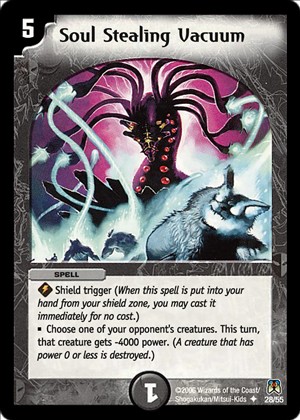 5
Soul Stealing Vacuum
SPELL
Shield trigger (When this spell is put into your
hand from your shield zone, you may cast it
immediately for no cost.)
▪ Choose one of your opponent's creatures. This turn,
that creature gets -4000 power. (A creature that has
power 0 or less is destroyed.)
1
©2006 Wizards of the Coast/
Shogakukan/Mitsui-Kids
28/55